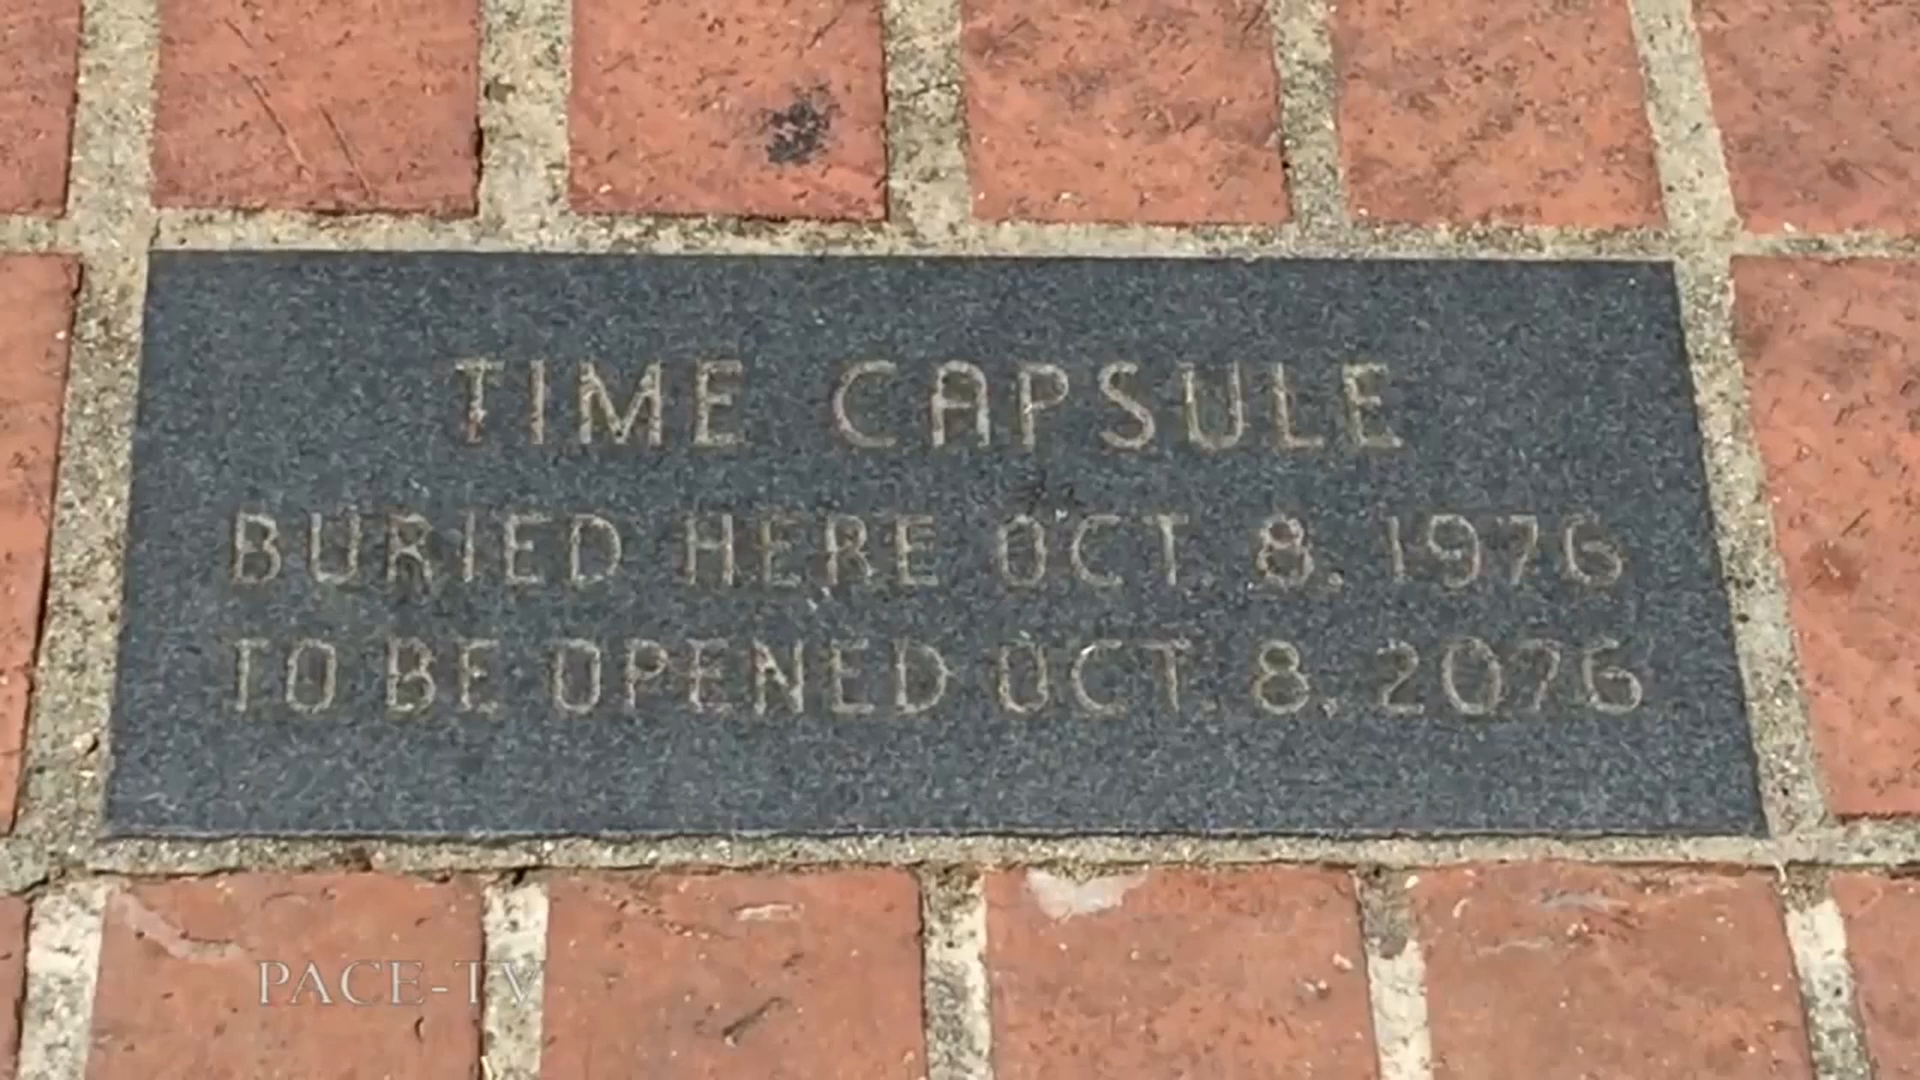 TIME CAPSULE
BURIED HERE OCT. 8, 1976
TO BE OPENED OCT. 8, 2076
PACE-TV